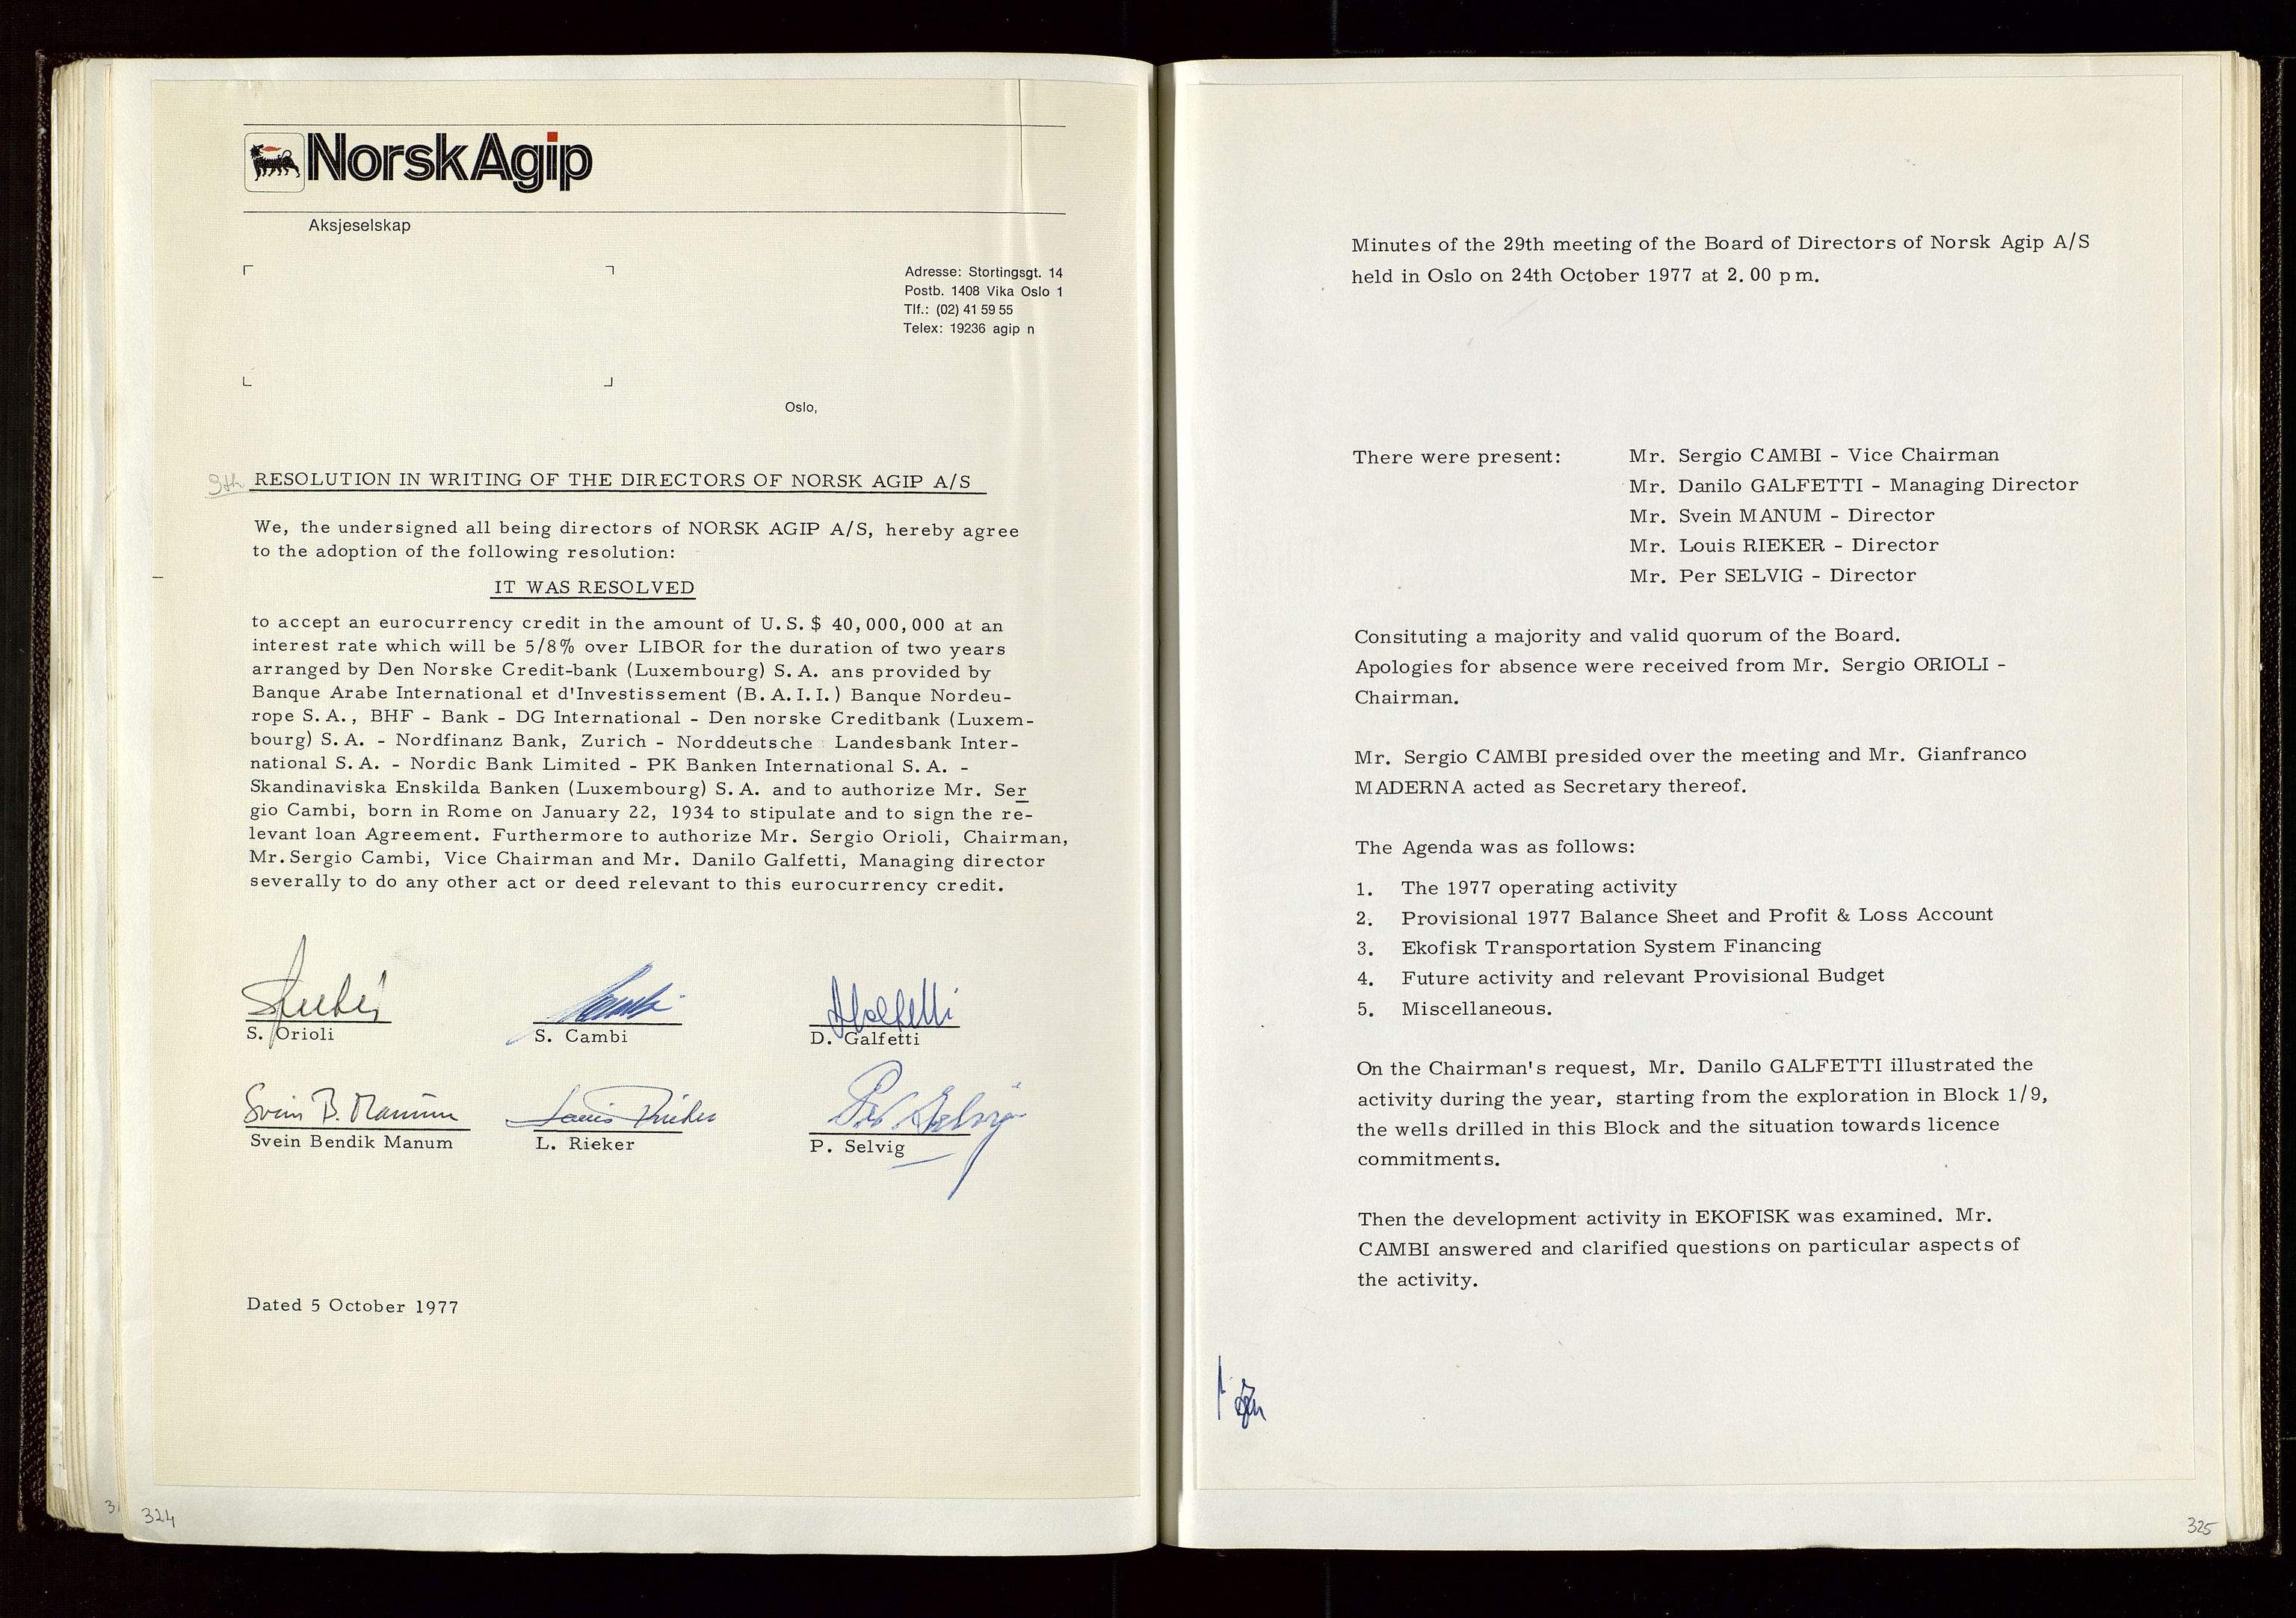 NorskAgip
Aksjeselskap
Adresse: Stortingsgt. 14
Postb. 1408 Vika Oslo 1
Tlf.: (02) 41 59 55
Telex: 19236 agip n
Oslo,
9th RESOLUTION IN WRITING OF THE DIRECTORS OF NORSK AGIP A/S
We, the undersigned all being directors of NORSK AGIP A/S, hereby agree
to the adoption of the following resolution:
IT WAS RESOLVED
to accept an eurocurrency credit in the amount of U.S.$ 40,000,000 at an
interest rate which will be 5/8% over LIBOR for the duration of two years
arranged by Den Norske Credit-bank (Luxembourg) S.A. ans provided by
Banque Arabe International et d'Investissement (B.A.I.I.) Banque Nordeu-
rope S.A., BHF - Bank - DG International - Den norske Creditbank (Luxem-
bourg) S.A. - Nordfinanz Bank, Zurich - Norddeutsche Landesbank Inter-
national S.A. - Nordic Bank Limited - PK Banken International S.A. -
Skandinaviska Enskilda Banken (Luxembourg) S.A. and to authorize Mr. Ser
gio Cambi, born in Rome on January 22, 1934 to stipulate and to sign the re-
levant loan Agreement. Furthermore to authorize Mr. Sergio Orioli, Chairman,
Mr. Sergio Cambi, Vice Chairman and Mr. Danilo Galfetti, Managing director
severally to do any other act or deed relevant to this eurocurrency credit.
S. Orioli
S. Cambi
D. Galfetti
Svein B. Manum
Louis Rieker
Per Selvig
Svein Bendik Manum
L. Rieker
P. Selvig
Dated 5 October 1977
324
Minutes of the 29th meeting of the Board of Directors of Norsk Agip A/S
held in Oslo on 24th October 1977 at 2.00 pm.
There were present:
Mr. Sergio CAMBI - Vice Chairman
Mr. Danilo GALFETTI - Managing Director
Mr. Svein MANUM - Director
Mr. Louis RIEKER - Director
Mr. Per SELVIG - Director
Consituting a majority and valid quorum of the Board.
Apologies for absence were received from Mr. Sergio ORIOLI -
Chairman.
Mr. Sergio CAMBI presided over the meeting and Mr. Gianfranco
MADERNA acted as Secretary thereof.
The Agenda was as follows:
1. The 1977 operating activity
2. Provisional 1977 Balance Sheet and Profit & Loss Account
3. Ekofisk Transportation System Financing
4. Future activity and relevant Provisional Budget
5. Miscellaneous.
On the Chairman's request, Mr. Danilo GALFETTI illustrated the
activity during the year, starting from the exploration in Block 1/9,
the wells drilled in this Block and the situation towards licence
commitments.
Then the development activity in EKOFISK was examined. Mr.
CAMBI answered and clarified questions on particular aspects of
the activity.
325